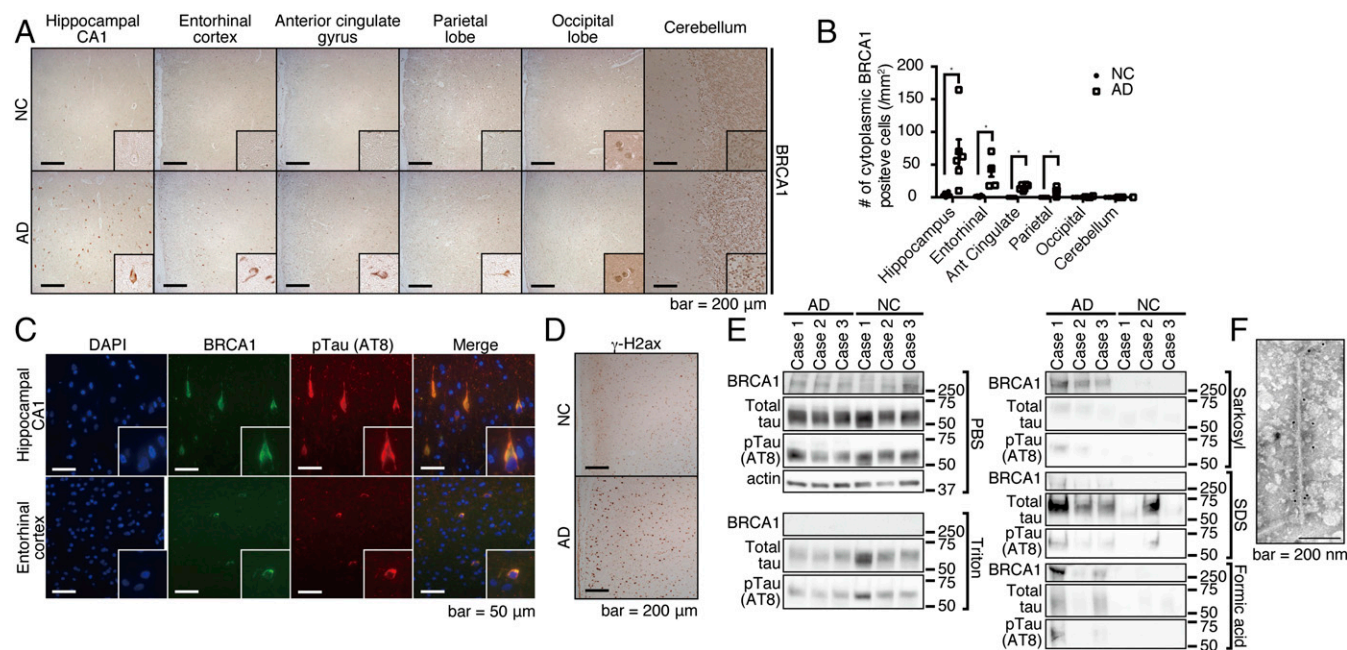 A
Hippocampal
CA1
Entorhinal
cortex
Anterior cingulate
gyrus
Parietal
lobe
Occipital
lobe
Cerebellum
NC
AD
BRCA1
bar = 200 µm
B
# of cytoplasmic BRCA1
positeve cells (/mm²)
200
150
100
50
0
* * * *
NC
AD
Hippocampus
Entorhinal
Ant Cingulate
Parietal
Occipital
Cerebellum
C
DAPI
BRCA1
pTau (AT8)
Merge
Hippocampal
CA1
Entorhinal
cortex
bar = 50 µm
D
γ-H2ax
NC
AD
bar = 200 µm
E
AD
NC
Case 1
Case 2
Case 3
Case 1
Case 2
Case 3
BRCA1
250
Total
tau
75
50
pTau
(AT8)
75
50
actin
37
PBS
BRCA1
250
Total
tau
75
50
pTau
(AT8)
75
50
Triton
AD
NC
Case 1
Case 2
Case 3
Case 1
Case 2
Case 3
BRCA1
250
Total
tau
75
50
pTau
(AT8)
75
50
Sarkosyl
BRCA1
250
Total
tau
75
50
pTau
(AT8)
75
50
SDS
BRCA1
250
Total
tau
75
50
pTau
(AT8)
75
50
Formic acid
F
bar = 200 nm